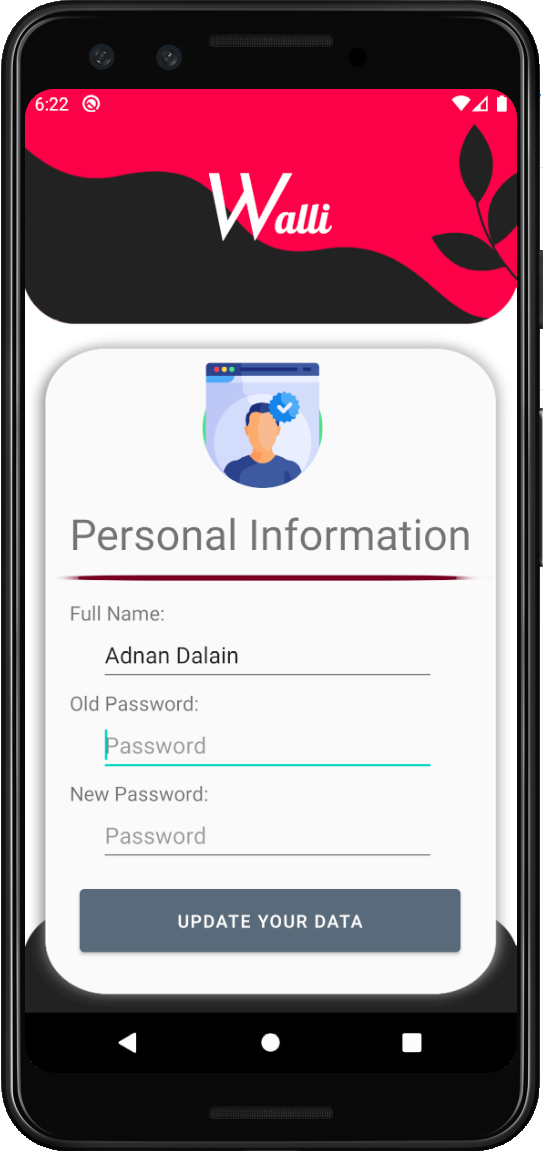 6:22
Walli
Personal Information
Full Name:
Adnan Dalain
Old Password:
Password
New Password:
Password
UPDATE YOUR DATA